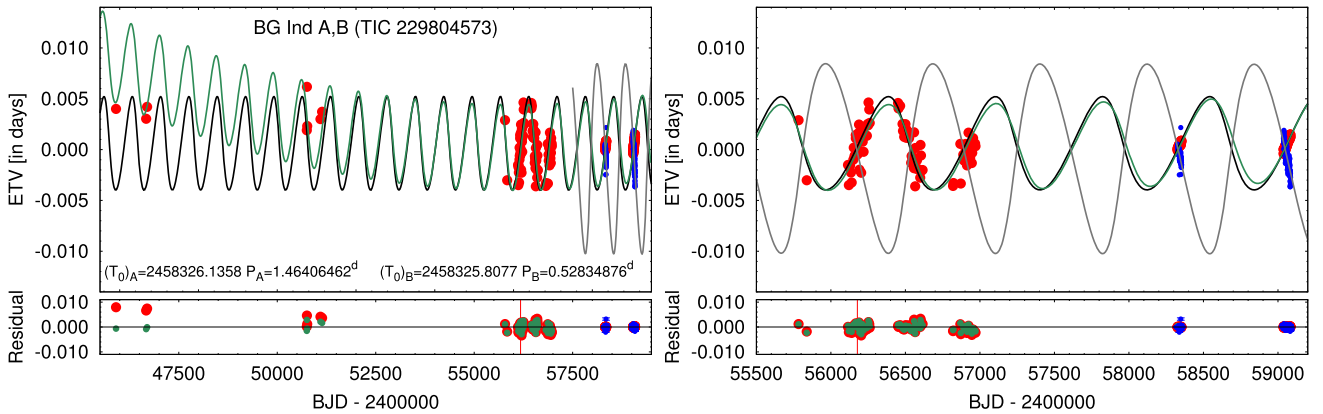 BG Ind A,B (TIC 229804573)
ETV [in days]
0.010
0.005
0.000
-0.005
-0.010
(T0)A=2458326.1358 PA=1.46406462d (T0)B=2458325.8077 PB=0.52834876d
Residual
0.010
0.000
-0.010
47500 50000 52500 55000 57500
BJD - 2400000
ETV [in days]
0.010
0.005
0.000
-0.005
-0.010
Residual
0.010
0.000
-0.010
55500 56000 56500 57000 57500 58000 58500 59000
BJD - 2400000